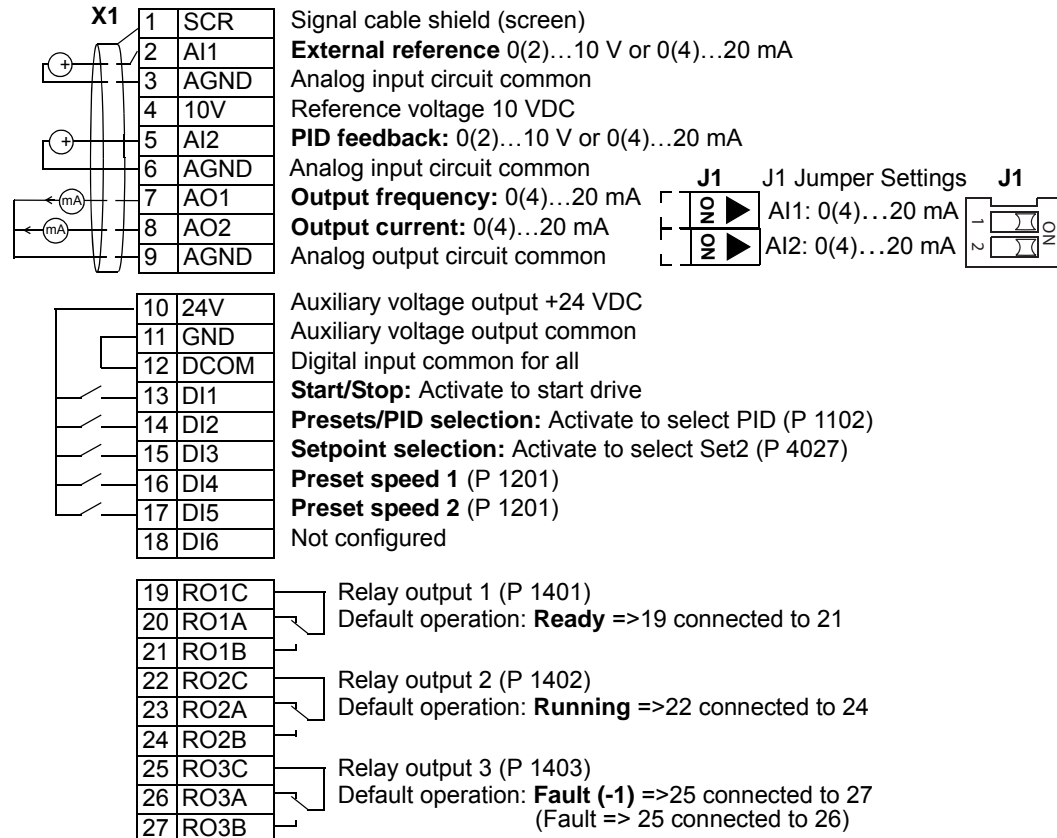 X1
1 SCR Signal cable shield (screen)
2 AI1 External reference 0(2)…10 V or 0(4)…20 mA
3 AGND Analog input circuit common
4 10V Reference voltage 10 VDC
5 AI2 PID feedback: 0(2)…10 V or 0(4)…20 mA
6 AGND Analog input circuit common
7 AO1 Output frequency: 0(4)…20 mA
8 AO2 Output current: 0(4)…20 mA
9 AGND Analog output circuit common
+
+
mA
mA
J1 J1 Jumper Settings J1
ON AI1: 0(4)…20 mA
ON AI2: 0(4)…20 mA
1 2 ON
10 24V Auxiliary voltage output +24 VDC
11 GND Auxiliary voltage output common
12 DCOM Digital input common for all
13 DI1 Start/Stop: Activate to start drive
14 DI2 Presets/PID selection: Activate to select PID (P 1102)
15 DI3 Setpoint selection: Activate to select Set2 (P 4027)
16 DI4 Preset speed 1 (P 1201)
17 DI5 Preset speed 2 (P 1201)
18 DI6 Not configured
19 RO1C Relay output 1 (P 1401)
20 RO1A Default operation: Ready =>19 connected to 21
21 RO1B
22 RO2C Relay output 2 (P 1402)
23 RO2A Default operation: Running =>22 connected to 24
24 RO2B
25 RO3C Relay output 3 (P 1403)
26 RO3A Default operation: Fault (-1) =>25 connected to 27
27 RO3B (Fault => 25 connected to 26)